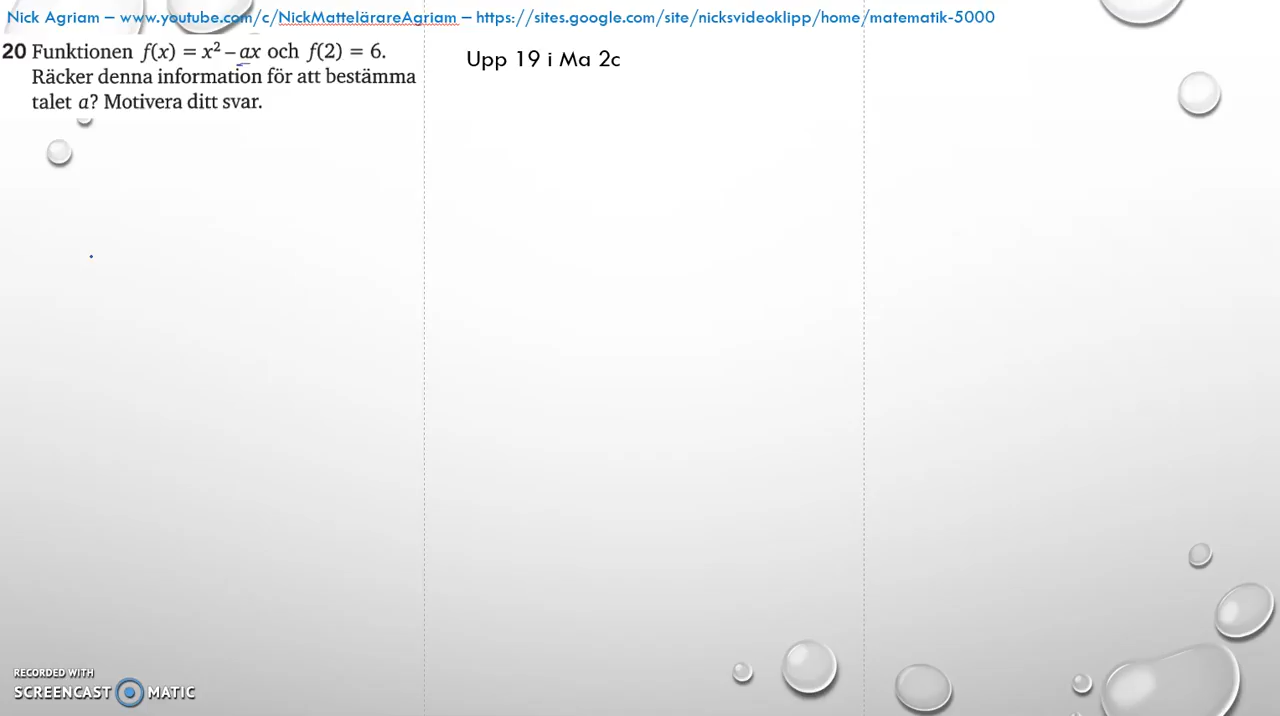 Nick Agriam – www.youtube.com/c/NickMattelärareAgriam – https://sites.google.com/site/nicksvideoklipp/home/matematik-5000
20 Funktionen f(x) = x² – ax och f(2) = 6.
Räcker denna information för att bestämma
talet a? Motivera ditt svar.
Upp 19 i Ma 2c
RECORDED WITH
SCREENCAST MATIC